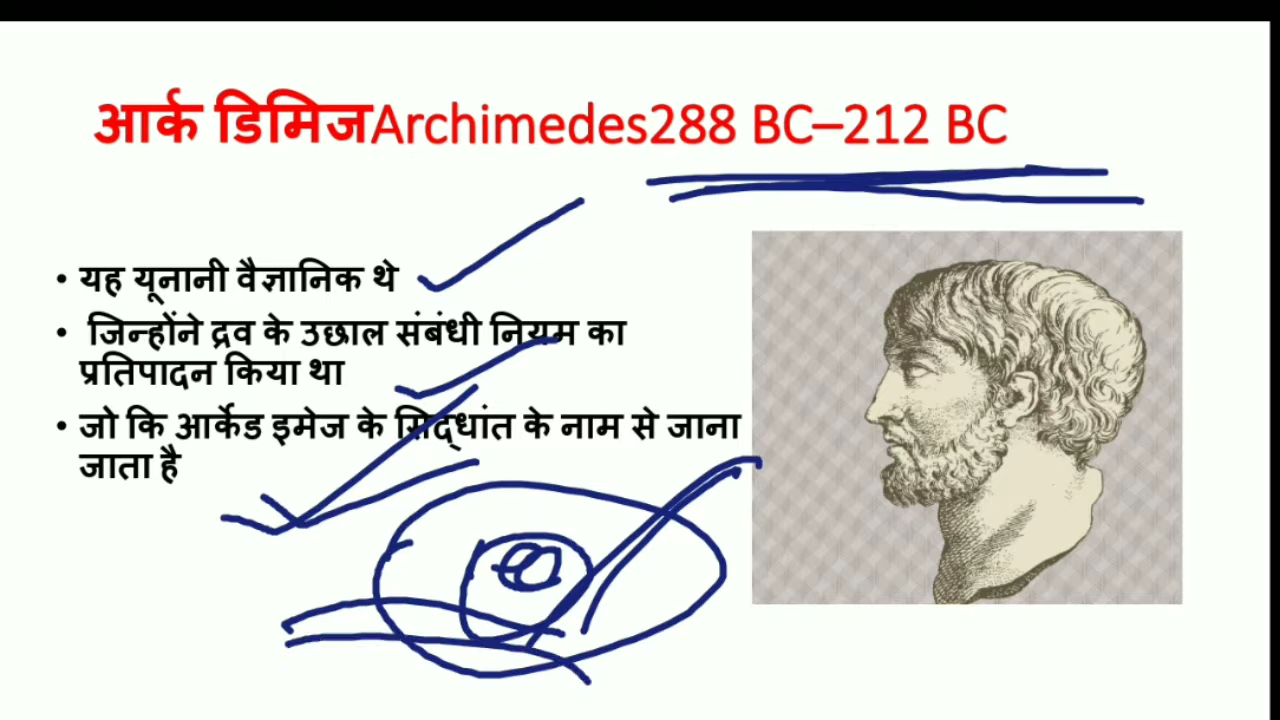 आर्क डिमिजArchimedes288 BC–212 BC
• यह यूनानी वैज्ञानिक थे
• जिन्होंने द्रव के उछाल संबंधी नियम का
प्रतिपादन किया था
• जो कि आर्केड इमेज के सिद्धांत के नाम से जाना
जाता है